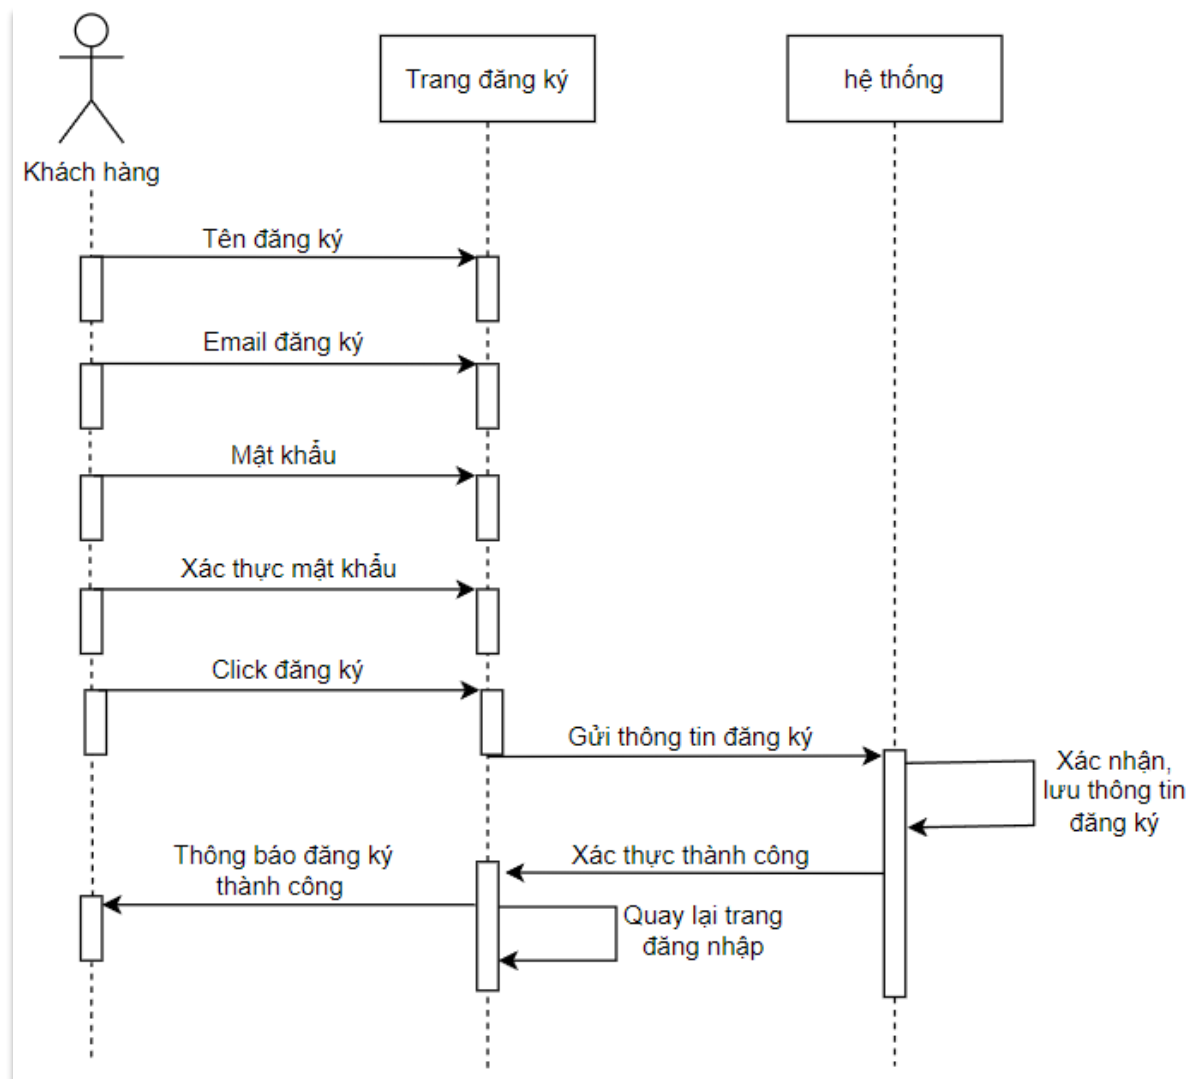 Trang đăng ký
hệ thống
Khách hàng
Tên đăng ký
Email đăng ký
Mật khẩu
Xác thực mật khẩu
Click đăng ký
Gửi thông tin đăng ký
Xác nhận,
lưu thông tin
đăng ký
Thông báo đăng ký
thành công
Xác thực thành công
Quay lại trang
đăng nhập